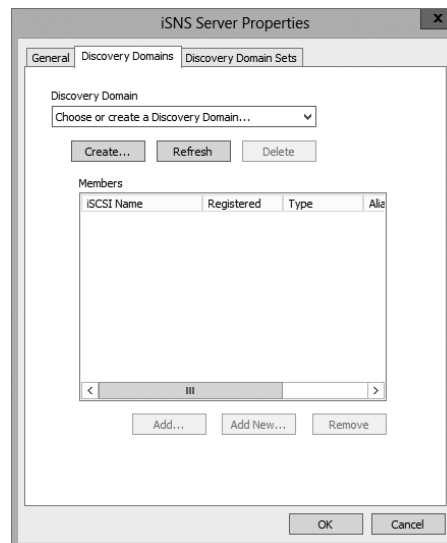 iSNS Server Properties
x
General Discovery Domains Discovery Domain Sets
Discovery Domain
Choose or create a Discovery Domain...
Create... Refresh Delete
Members
iSCSI Name Registered Type Alia
Add... Add New... Remove
OK Cancel